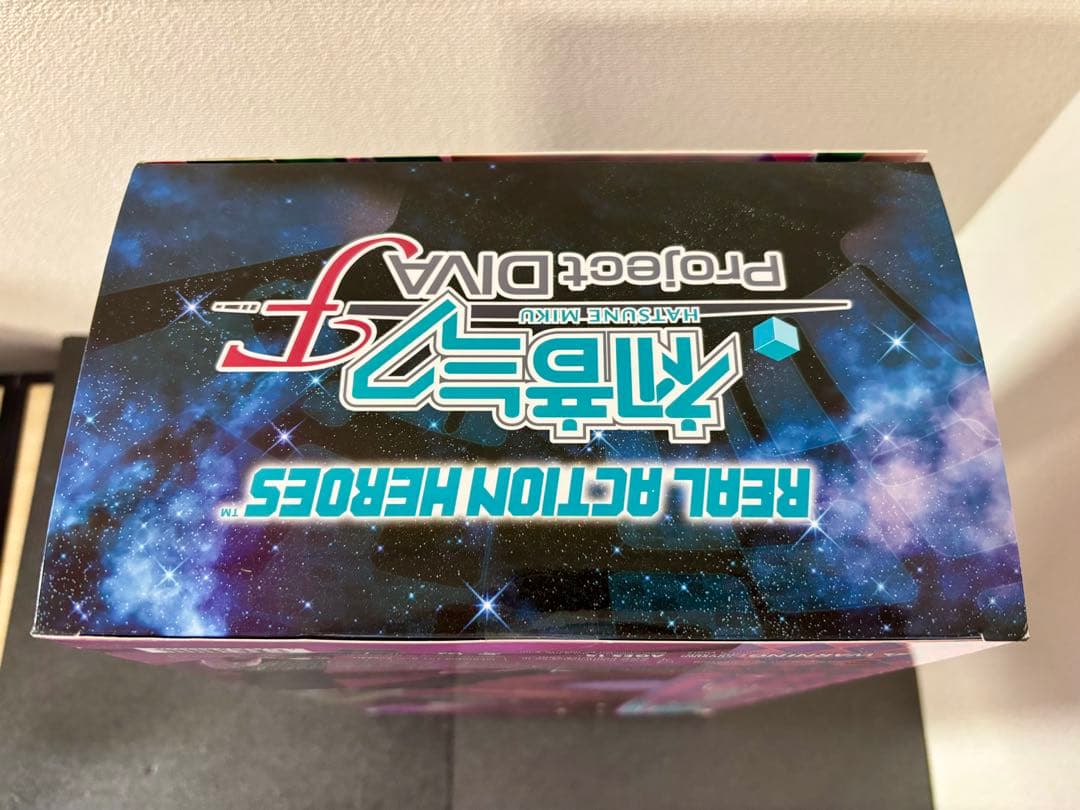 REAL ACTION HEROES™
初音ミク
HATSUNE MIKU
Project DIVA f